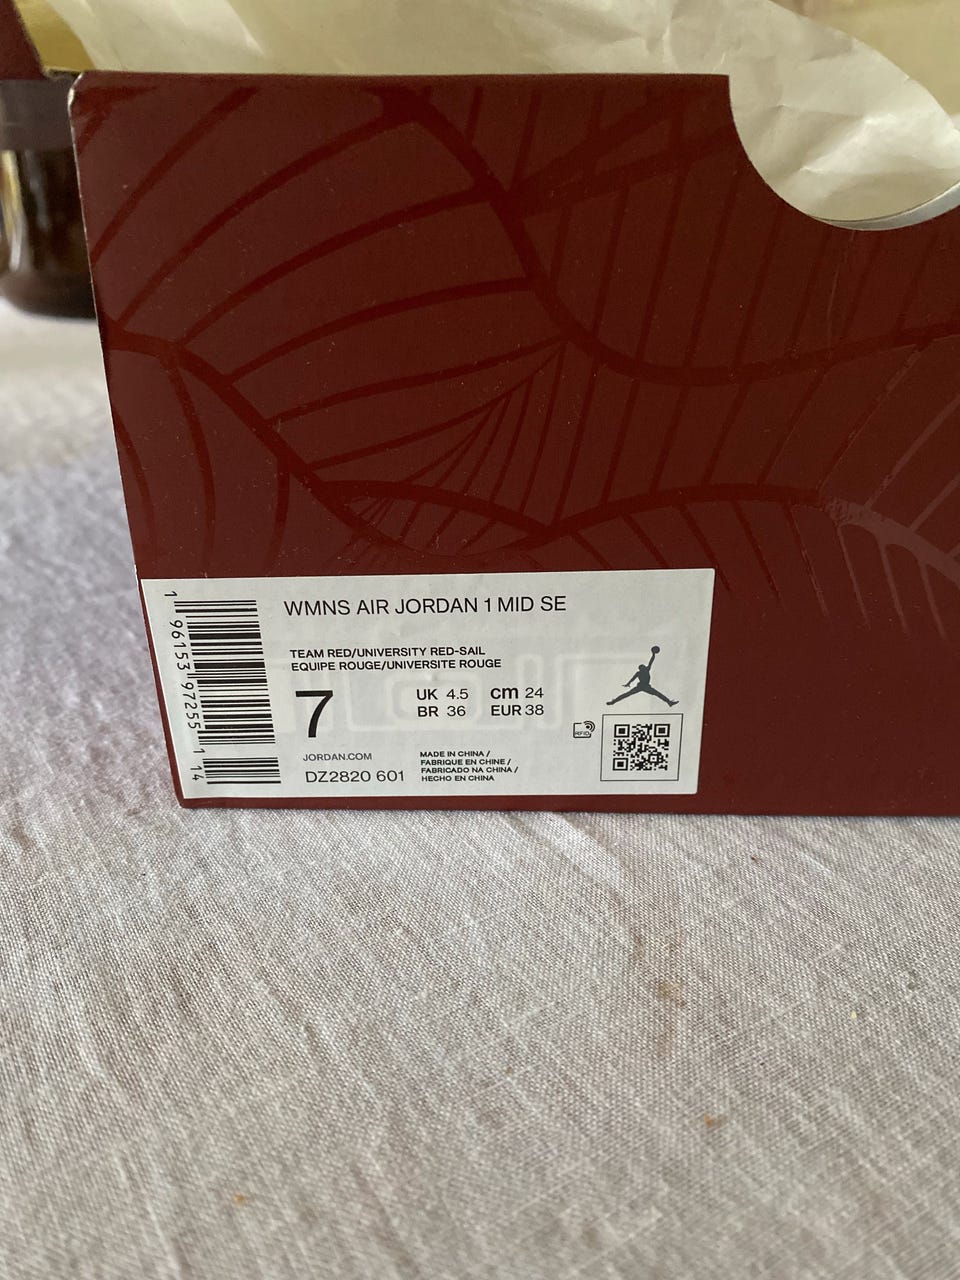 WMNS AIR JORDAN 1 MID SE
TEAM RED/UNIVERSITY RED-SAIL
EQUIPE ROUGE/UNIVERSITE ROUGE
7
UK 4.5 cm 24
BR 36 EUR 38
RFID
JORDAN.COM
DZ2820 601
MADE IN CHINA /
FABRIQUE EN CHINE /
FABRICADO NA CHINA /
HECHO EN CHINA
1 96153 97255 1 14